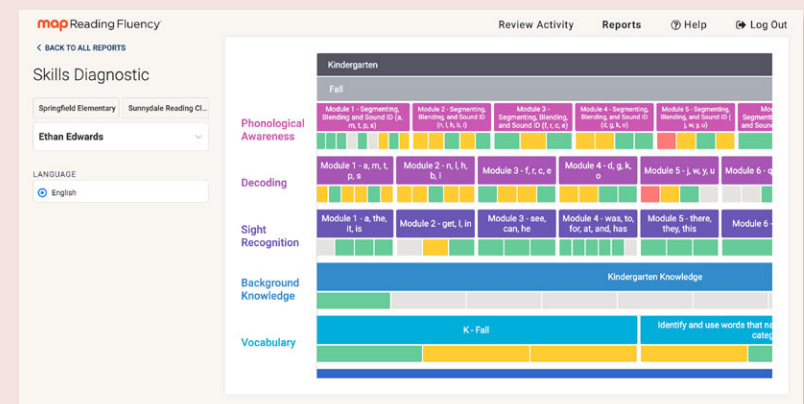 map Reading Fluency
Review Activity Reports Help Log Out
BACK TO ALL REPORTS
Skills Diagnostic
Springfield Elementary Sunnydale Reading Cl...
Ethan Edwards
LANGUAGE
English
Kindergarten
Fall
Phonological
Awareness
Module 1 - Segmenting,
Blending and Sound ID (a,
m, t, p, s)
Module 2 - Segmenting,
Blending, and Sound ID
(n, l, h, b, i)
Module 3 -
Segmenting, Blending,
and Sound ID (f, r, c, e)
Module 4 - Segmenting,
Blending, and Sound ID
(d, g, k, o)
Module 5 - Segmenting,
Blending, and Sound ID (
j, w, y, u)
Decoding
Module 1 - a, m, t,
p, s
Module 2 - n, l, h,
b, i
Module 3 - f, r, c, e
Module 4 - d, g, k,
o
Module 5 - j, w, y, u
Module 6 - q
Sight
Recognition
Module 1 - a, the,
it, is
Module 2 - get, I, in
Module 3 - see,
can, he
Module 4 - was, to,
for, at, and, has
Module 5 - there,
they, this
Module 6 -
Background
Knowledge
Kindergarten Knowledge
Vocabulary
K - Fall
Identify and use words that na
categ